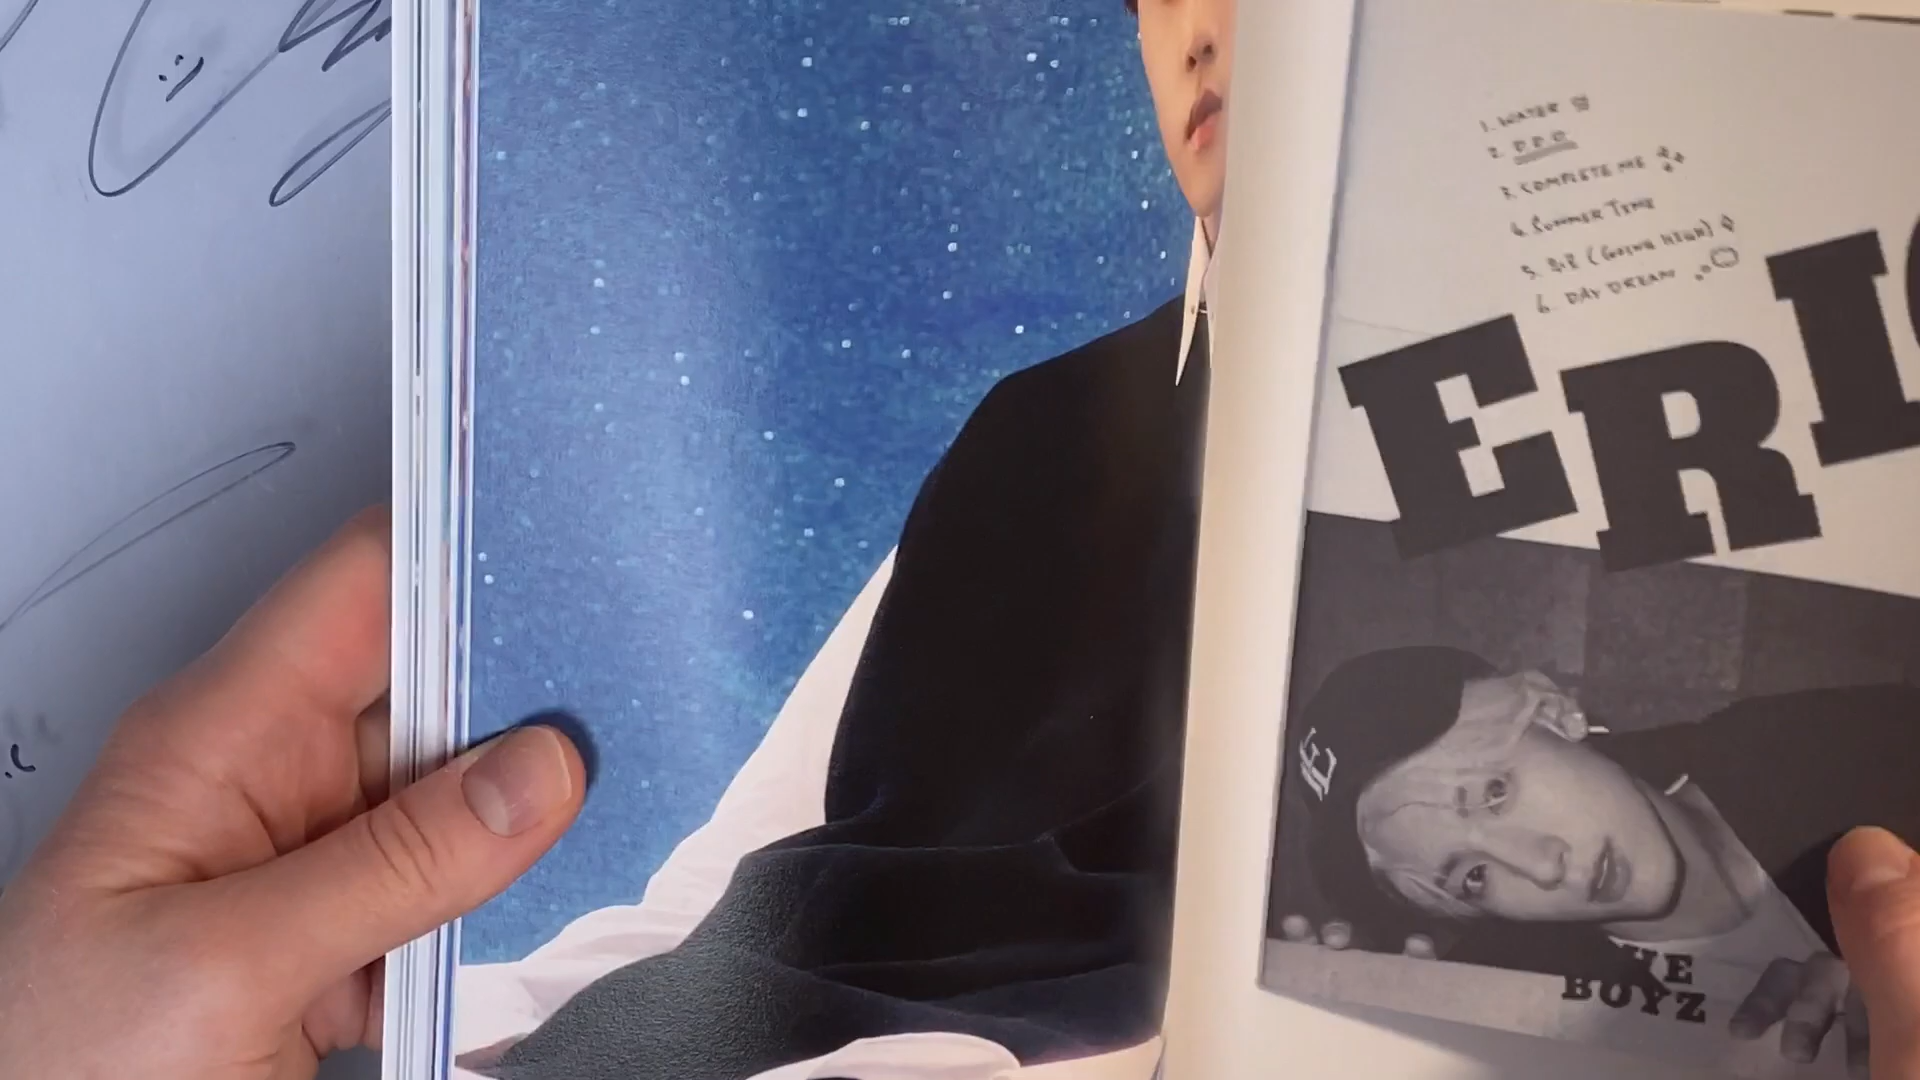 1. WATER
2. D.D.D
3. COMPLETE ME
4. SUMMER TIME
5. (GOING HIGH)
6. DAY DREAM
ERI
E
THE
BOYZ